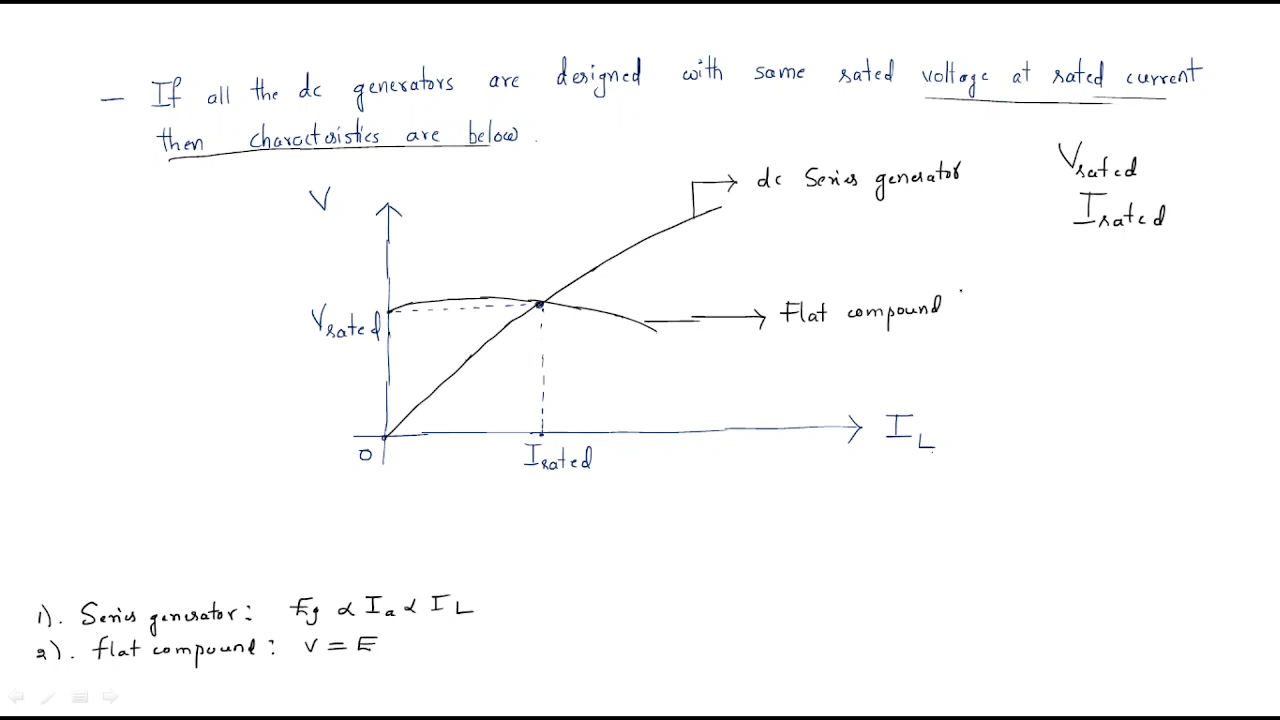 — If all the dc generators are designed with same rated voltage at rated current
then characteristics are below.
V
dc Series generator
Vrated
Irated
Vrated
Flat compound
O
Irated
IL
1). Series generator: Eg α Ia α IL
2). flat compound: V = E